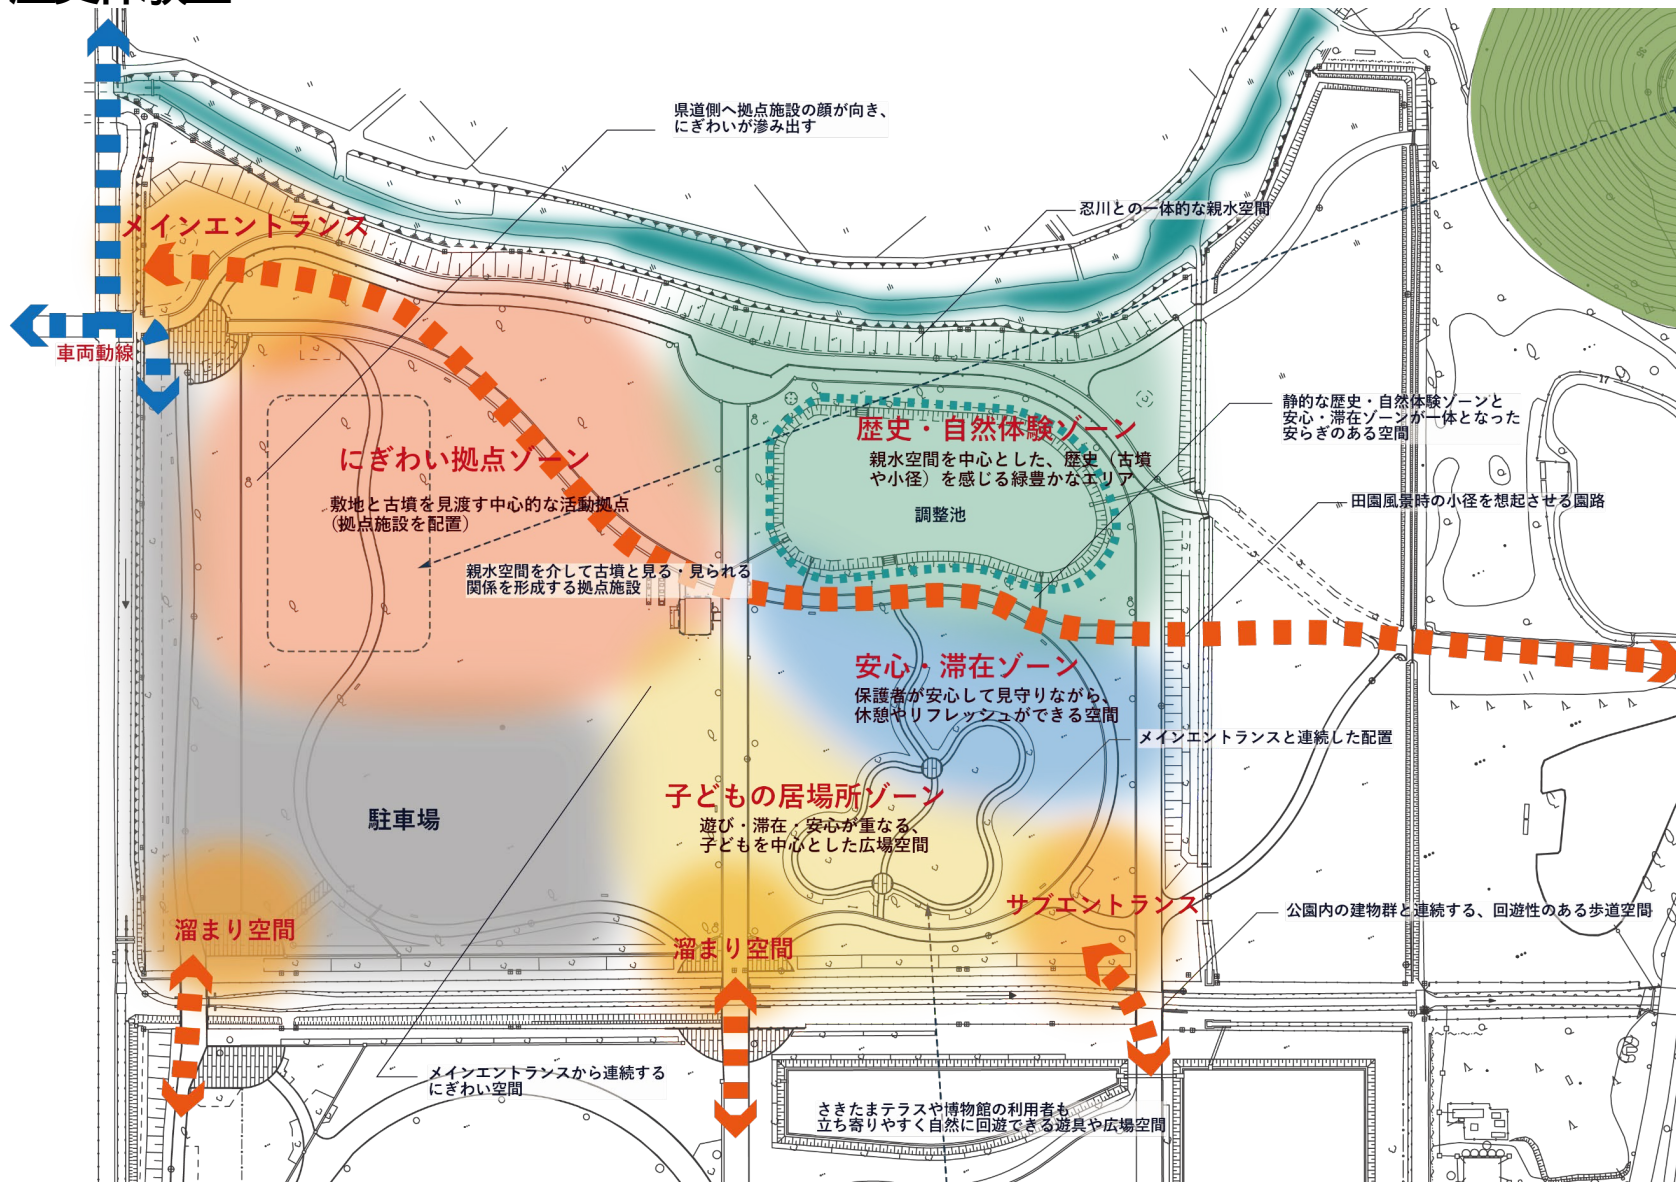 県道側へ拠点施設の顔が向き、
にぎわいが滲み出す
忍川との一体的な親水空間
メインエントランス
車両動線
静的な歴史・自然体験ゾーンと
安心・滞在ゾーンが一体となった
安らぎのある空間
歴史・自然体験ゾーン
親水空間を中心とした、歴史（古墳
や小径）を感じる緑豊かなエリア
調整池
にぎわい拠点ゾーン
敷地と古墳を見渡す中心的な活動拠点
（拠点施設を配置）
田園風景時の小径を想起させる園路
親水空間を介して古墳と見る・見られる
関係を形成する拠点施設
安心・滞在ゾーン
保護者が安心して見守りながら、
休憩やリフレッシュができる空間
メインエントランスと連続した配置
子どもの居場所ゾーン
遊び・滞在・安心が重なる、
子どもを中心とした広場空間
駐車場
サブエントランス
公園内の建物群と連続する、回遊性のある歩道空間
溜まり空間
溜まり空間
メインエントランスから連続する
にぎわい空間
さきたまテラスや博物館の利用者も
立ち寄りやすく自然に回遊できる遊具や広場空間
17